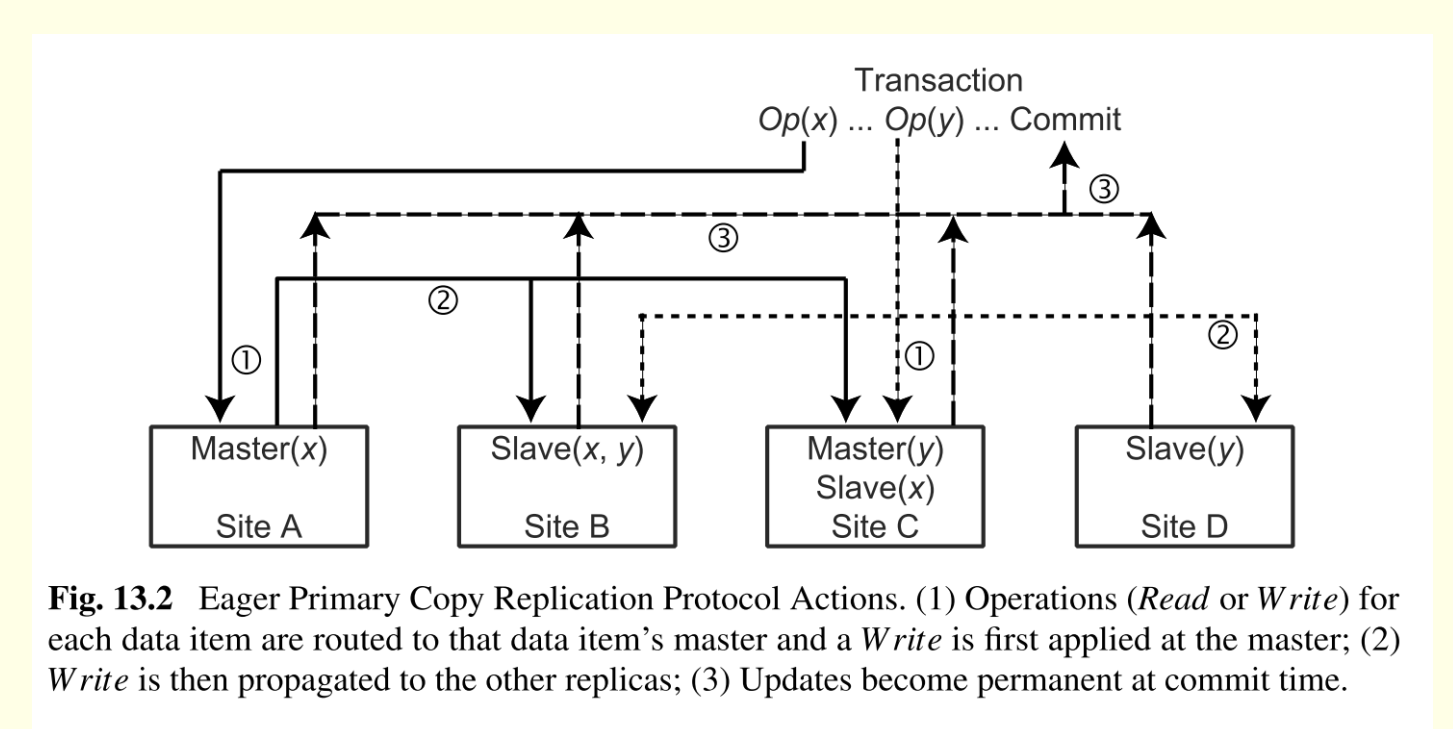 Transaction
Op(x) ... Op(y) ... Commit
③
③
②
②
①
①
Master(x)
Site A
Slave(x, y)
Site B
Master(y)
Slave(x)
Site C
Slave(y)
Site D
Fig. 13.2 Eager Primary Copy Replication Protocol Actions. (1) Operations (Read or Write) for
each data item are routed to that data item's master and a Write is first applied at the master; (2)
Write is then propagated to the other replicas; (3) Updates become permanent at commit time.